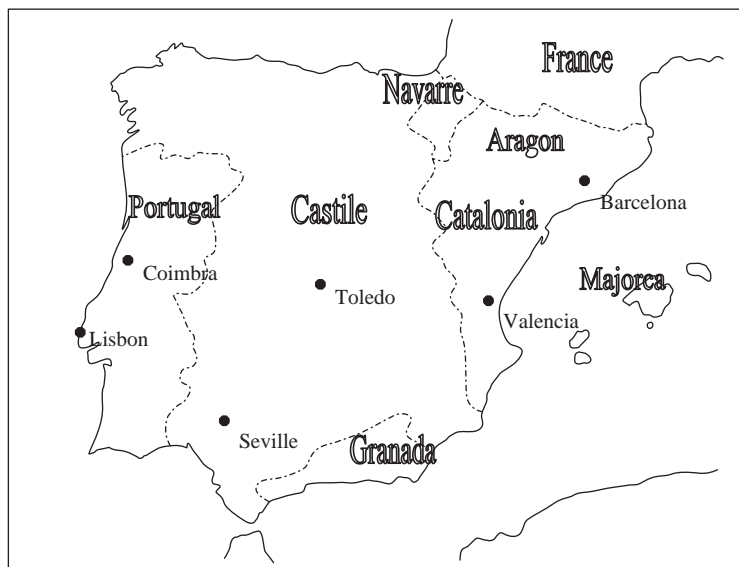 France
Navarre
Aragon
Barcelona
Portugal
Castile
Catalonia
Coimbra
Majorca
Toledo
Valencia
Lisbon
Seville
Granada